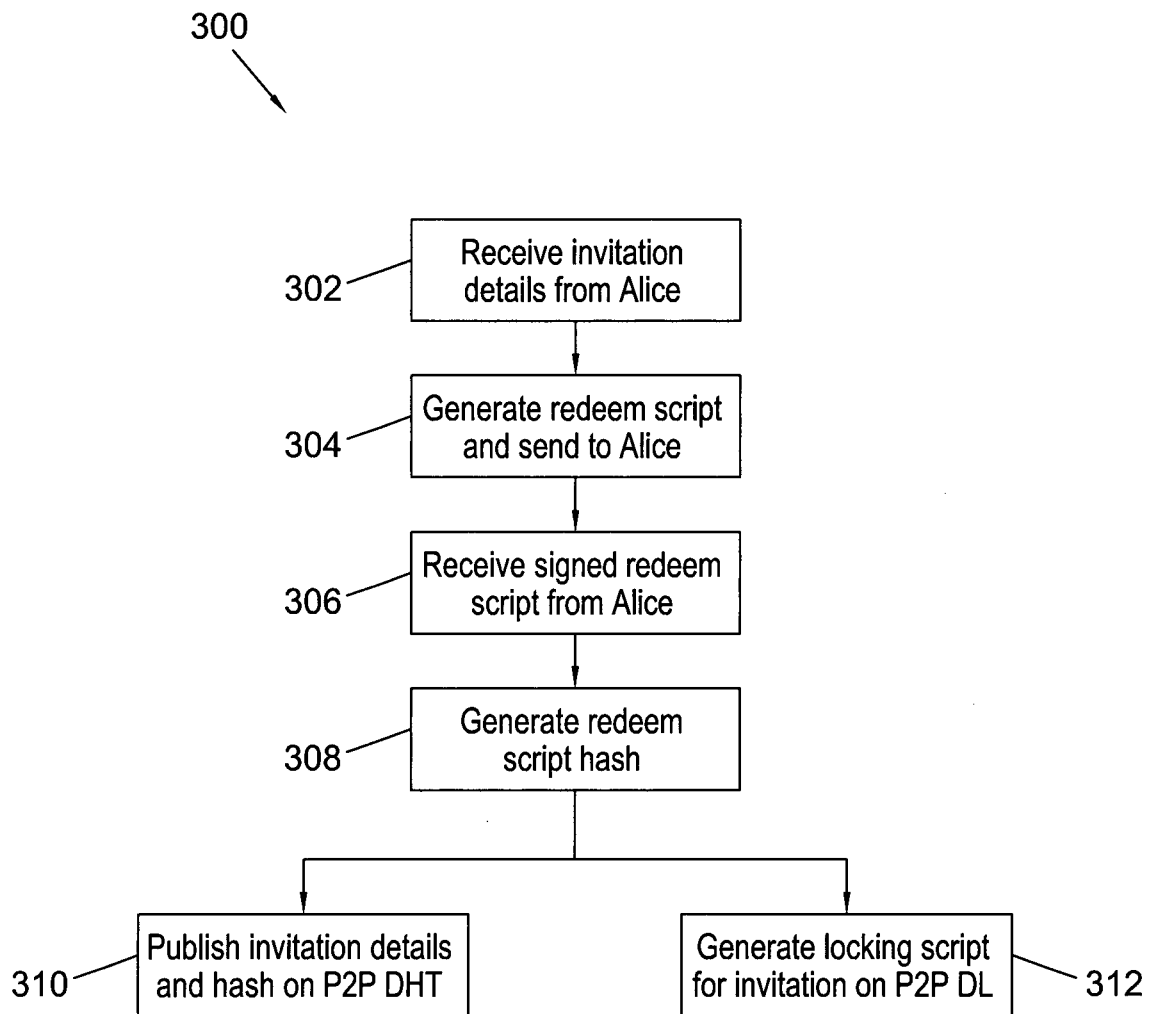 300
302
Receive invitation
details from Alice
304
Generate redeem script
and send to Alice
306
Receive signed redeem
script from Alice
308
Generate redeem
script hash
310
Publish invitation details
and hash on P2P DHT
Generate locking script
for invitation on P2P DL
312